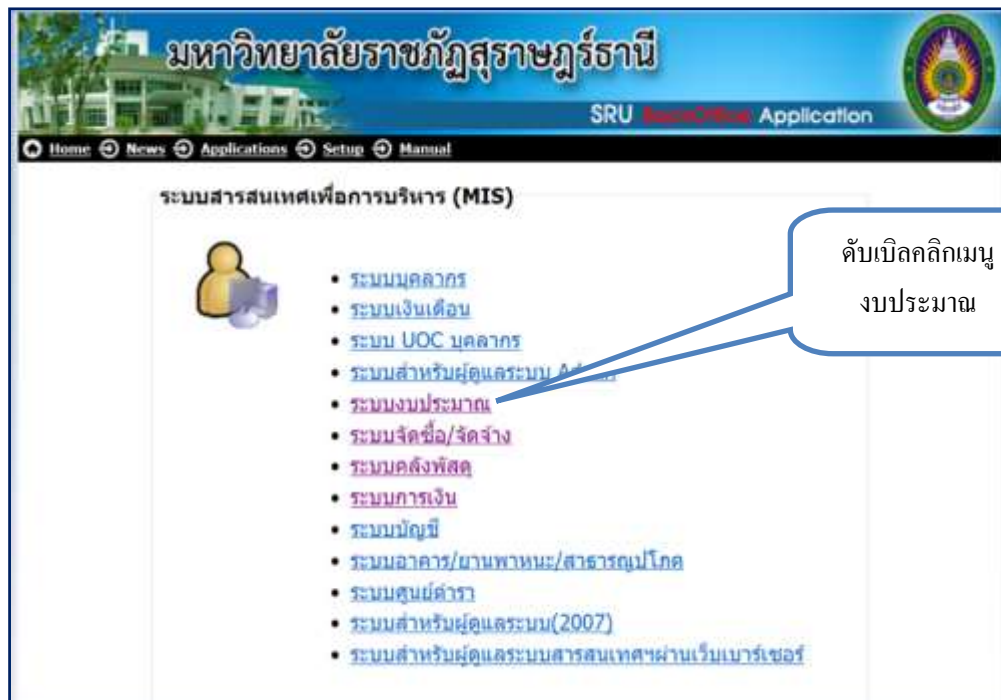 มหาวิทยาลัยราชภัฏสุราษฎร์ธานี
SRU BackOffice Application
Home News Applications Setup Manual
ระบบสารสนเทศเพื่อการบริหาร (MIS)
ดับเบิลคลิกเมนู
งบประมาณ
ระบบบุคลากร
ระบบเงินเดือน
ระบบ UOC บุคลากร
ระบบสำหรับผู้ดูแลระบบ
ระบบงบประมาณ
ระบบจัดซื้อ/จัดจ้าง
ระบบคลังพัสดุ
ระบบการเงิน
ระบบบัญชี
ระบบอาคาร/ยานพาหนะ/สาธารณูปโภค
ระบบศูนย์ตำรา
ระบบสำหรับผู้ดูแลระบบ(2007)
ระบบสำหรับผู้ดูแลระบบสารสนเทศฯผ่านเว็บเบาร์เซอร์